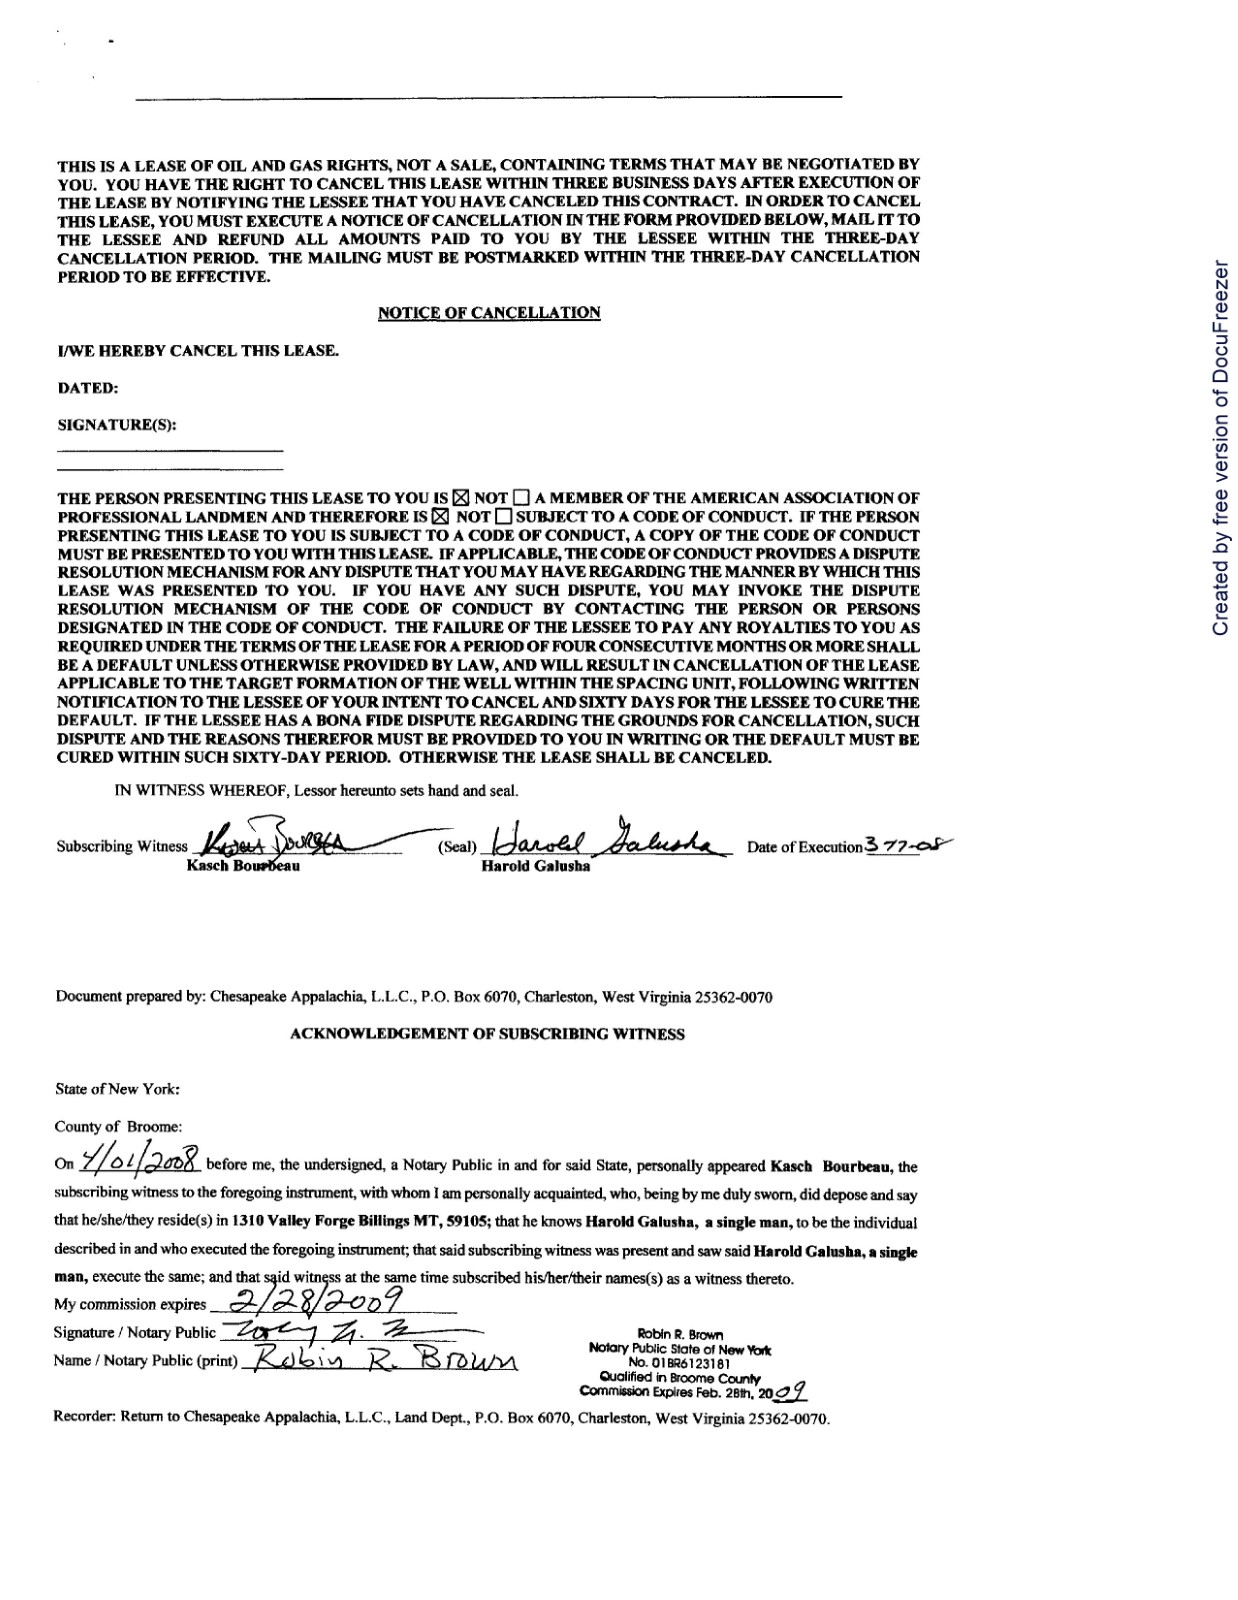 THIS IS A LEASE OF OIL AND GAS RIGHTS, NOT A SALE, CONTAINING TERMS THAT MAY BE NEGOTIATED BY
YOU. YOU HAVE THE RIGHT TO CANCEL THIS LEASE WITHIN THREE BUSINESS DAYS AFTER EXECUTION OF
THE LEASE BY NOTIFYING THE LESSEE THAT YOU HAVE CANCELED THIS CONTRACT. IN ORDER TO CANCEL
THIS LEASE, YOU MUST EXECUTE A NOTICE OF CANCELLATION IN THE FORM PROVIDED BELOW, MAIL IT TO
THE LESSEE AND REFUND ALL AMOUNTS PAID TO YOU BY THE LESSEE WITHIN THE THREE-DAY
CANCELLATION PERIOD. THE MAILING MUST BE POSTMARKED WITHIN THE THREE-DAY CANCELLATION
PERIOD TO BE EFFECTIVE.
NOTICE OF CANCELLATION
I/WE HEREBY CANCEL THIS LEASE.
DATED:
SIGNATURE(S):
THE PERSON PRESENTING THIS LEASE TO YOU IS ☒ NOT ☐ A MEMBER OF THE AMERICAN ASSOCIATION OF
PROFESSIONAL LANDMEN AND THEREFORE IS ☒ NOT ☐ SUBJECT TO A CODE OF CONDUCT. IF THE PERSON
PRESENTING THIS LEASE TO YOU IS SUBJECT TO A CODE OF CONDUCT, A COPY OF THE CODE OF CONDUCT
MUST BE PRESENTED TO YOU WITH THIS LEASE. IF APPLICABLE, THE CODE OF CONDUCT PROVIDES A DISPUTE
RESOLUTION MECHANISM FOR ANY DISPUTE THAT YOU MAY HAVE REGARDING THE MANNER BY WHICH THIS
LEASE WAS PRESENTED TO YOU. IF YOU HAVE ANY SUCH DISPUTE, YOU MAY INVOKE THE DISPUTE
RESOLUTION MECHANISM OF THE CODE OF CONDUCT BY CONTACTING THE PERSON OR PERSONS
DESIGNATED IN THE CODE OF CONDUCT. THE FAILURE OF THE LESSEE TO PAY ANY ROYALTIES TO YOU AS
REQUIRED UNDER THE TERMS OF THE LEASE FOR A PERIOD OF FOUR CONSECUTIVE MONTHS OR MORE SHALL
BE A DEFAULT UNLESS OTHERWISE PROVIDED BY LAW, AND WILL RESULT IN CANCELLATION OF THE LEASE
APPLICABLE TO THE TARGET FORMATION OF THE WELL WITHIN THE SPACING UNIT, FOLLOWING WRITTEN
NOTIFICATION TO THE LESSEE OF YOUR INTENT TO CANCEL AND SIXTY DAYS FOR THE LESSEE TO CURE THE
DEFAULT. IF THE LESSEE HAS A BONA FIDE DISPUTE REGARDING THE GROUNDS FOR CANCELLATION, SUCH
DISPUTE AND THE REASONS THEREFOR MUST BE PROVIDED TO YOU IN WRITING OR THE DEFAULT MUST BE
CURED WITHIN SUCH SIXTY-DAY PERIOD. OTHERWISE THE LEASE SHALL BE CANCELED.
IN WITNESS WHEREOF, Lessor hereunto sets hand and seal.
Subscribing Witness (Seal) Harold Galusha Date of Execution
Kasch Bourbeau Harold Galusha
Document prepared by: Chesapeake Appalachia, L.L.C., P.O. Box 6070, Charleston, West Virginia 25362-0070
ACKNOWLEDGEMENT OF SUBSCRIBING WITNESS
State of New York:
County of Broome:
On 4/01/2008 before me, the undersigned, a Notary Public in and for said State, personally appeared Kasch Bourbeau, the
subscribing witness to the foregoing instrument, with whom I am personally acquainted, who, being by me duly sworn, did depose and say
that he/she/they reside(s) in 1310 Valley Forge Billings MT, 59105; that he knows Harold Galusha, a single man, to be the individual
described in and who executed the foregoing instrument; that said subscribing witness was present and saw said Harold Galusha, a single
man, execute the same; and that said witness at the same time subscribed his/her/their names(s) as a witness thereto.
My commission expires 2/28/2009
Signature / Notary Public
Name / Notary Public (print) Robin R. Brown
Robin R. Brown
Notary Public State of New York
No. 01BR6123181
Qualified in Broome County
Commission Expires Feb. 28th, 2009
Recorder: Return to Chesapeake Appalachia, L.L.C., Land Dept., P.O. Box 6070, Charleston, West Virginia 25362-0070.
Created by free version of DocuFreezer